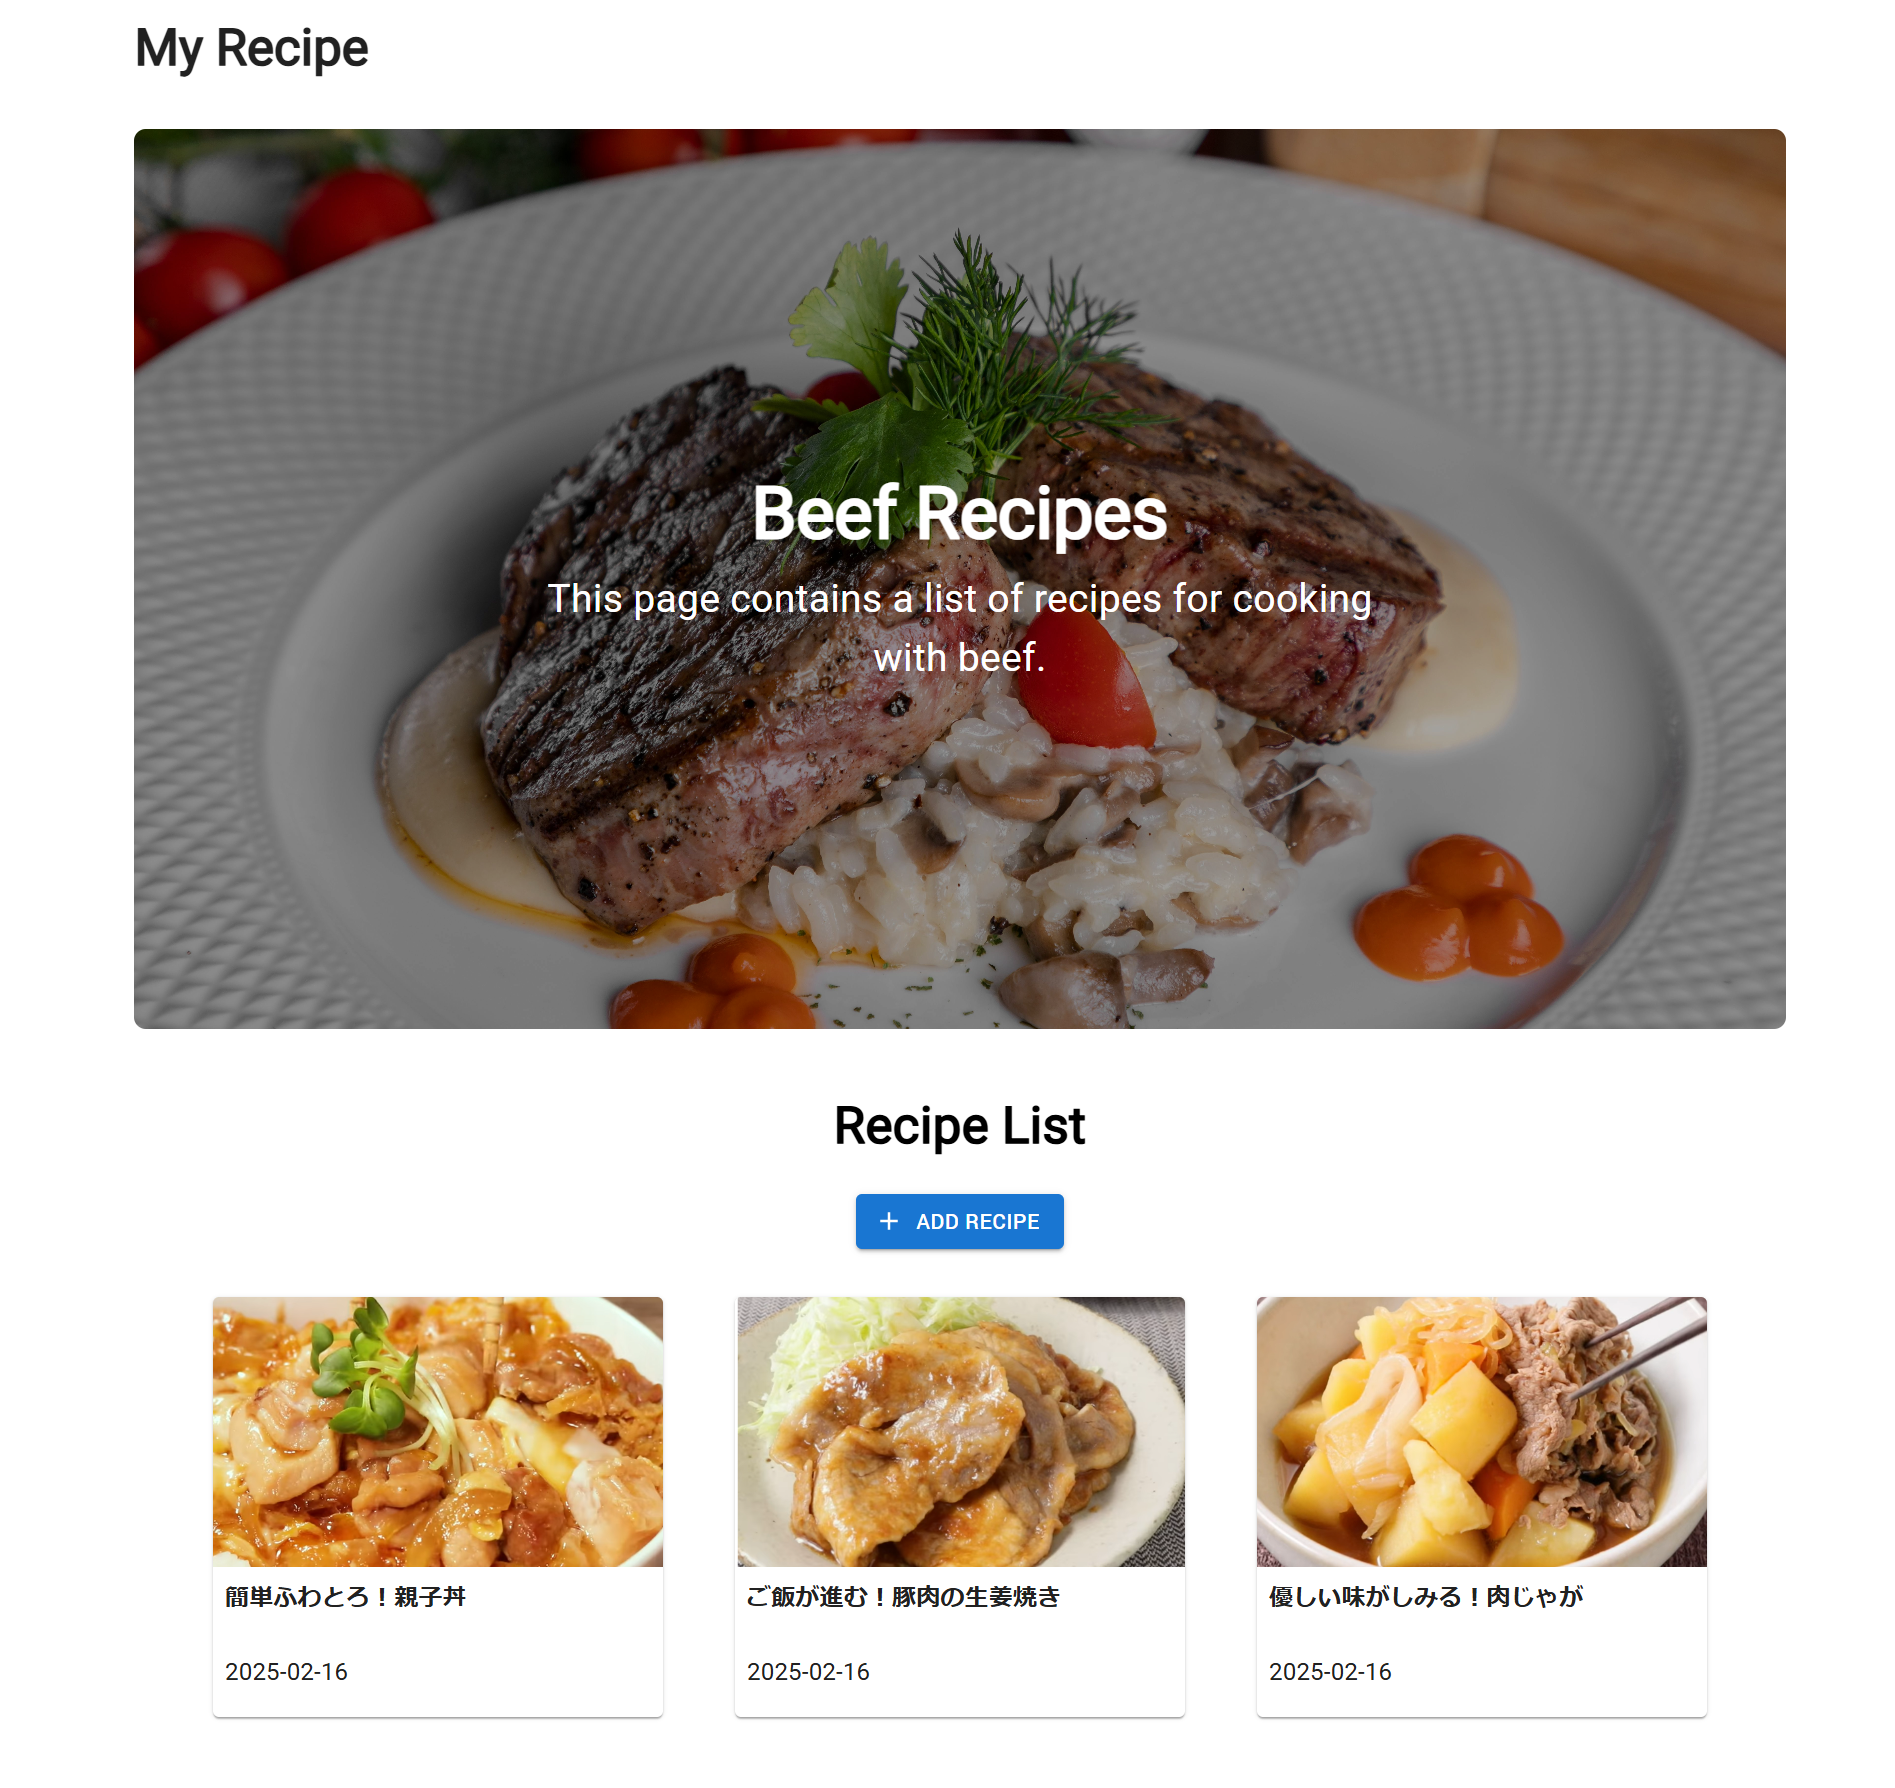 My Recipe
Beef Recipes
This page contains a list of recipes for cooking
with beef.
Recipe List
+ ADD RECIPE
簡単ふわとろ！親子丼
2025-02-16
ご飯が進む！豚肉の生姜焼き
2025-02-16
優しい味がしみる！肉じゃが
2025-02-16